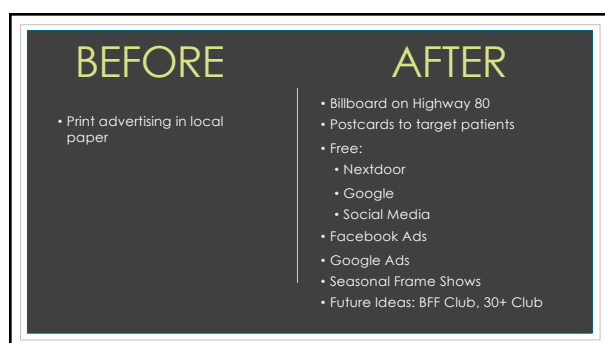 BEFORE
• Print advertising in local
paper
AFTER
• Billboard on Highway 80
• Postcards to target patients
• Free:
• Nextdoor
• Google
• Social Media
• Facebook Ads
• Google Ads
• Seasonal Frame Shows
• Future Ideas: BFF Club, 30+ Club